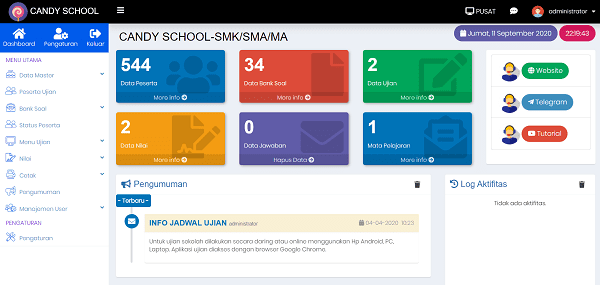 CANDY SCHOOL
PUSAT
administrator
Dashboard Pengaturan Keluar
CANDY SCHOOL-SMK/SMA/MA
Jumat, 11 September 2020
22:19:43
MENU UTAMA
Data Master
Peserta Ujian
Bank Soal
Status Peserta
Menu Ujian
Nilai
Cetak
Pengumuman
Manajemen User
PENGATURAN
Pengaturan
544
Data Peserta
More info
34
Data Bank Soal
More info
2
Data Ujian
More info
2
Data Nilai
More info
0
Data Jawaban
Hapus Data
1
Mata Pelajaran
More info
Website
Telegram
Tutorial
Pengumuman
- Terbaru -
INFO JADWAL UJIAN administrator
04-04-2020 10:23
Untuk ujian sekolah dilakukan secara daring atau online menggunakan Hp Android, PC,
Laptop. Aplikasi ujian diakses dengan browser Google Chrome.
Log Aktifitas
Tidak ada aktifitas.